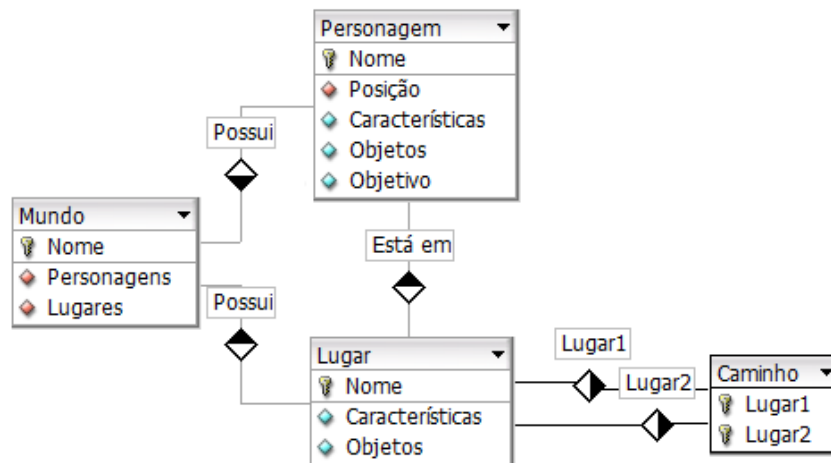 Personagem
Nome
Posição
Características
Objetos
Objetivo
Possui
Mundo
Nome
Personagens
Lugares
Possui
Está em
Lugar
Nome
Características
Objetos
Lugar1
Lugar2
Caminho
Lugar1
Lugar2